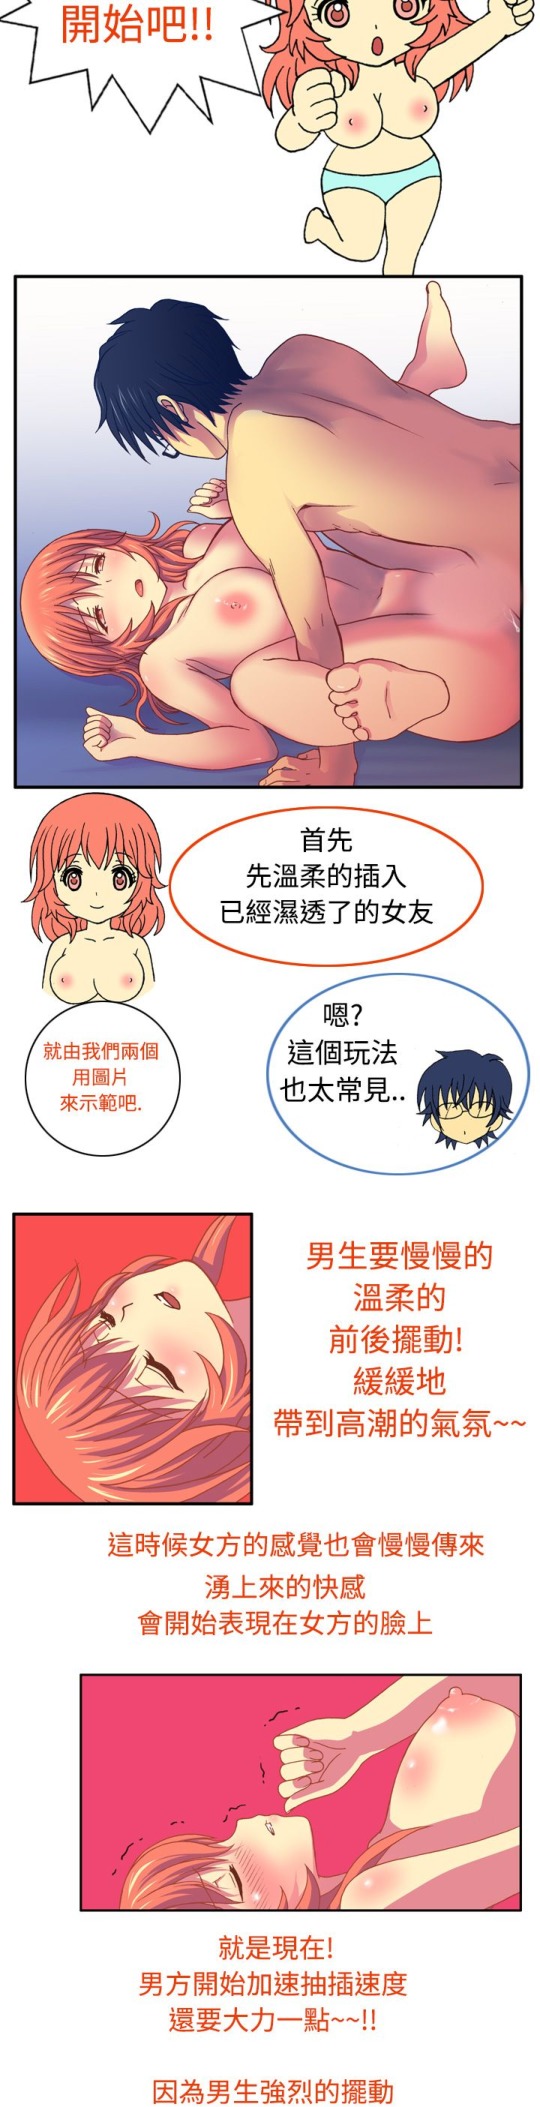 開始吧!!
首先
先溫柔的插入
已經濕透了的女友
嗯?
這個玩法
也太常見..
就由我們兩個
用圖片
來示範吧.
男生要慢慢的
溫柔的
前後擺動!
緩緩地
帶到高潮的氣氛~~
這時候女方的感覺也會慢慢傳來
湧上來的快感
會開始表現在女方的臉上
就是現在!
男方開始加速抽插速度
還要大力一點~~!!
因為男生強烈的擺動